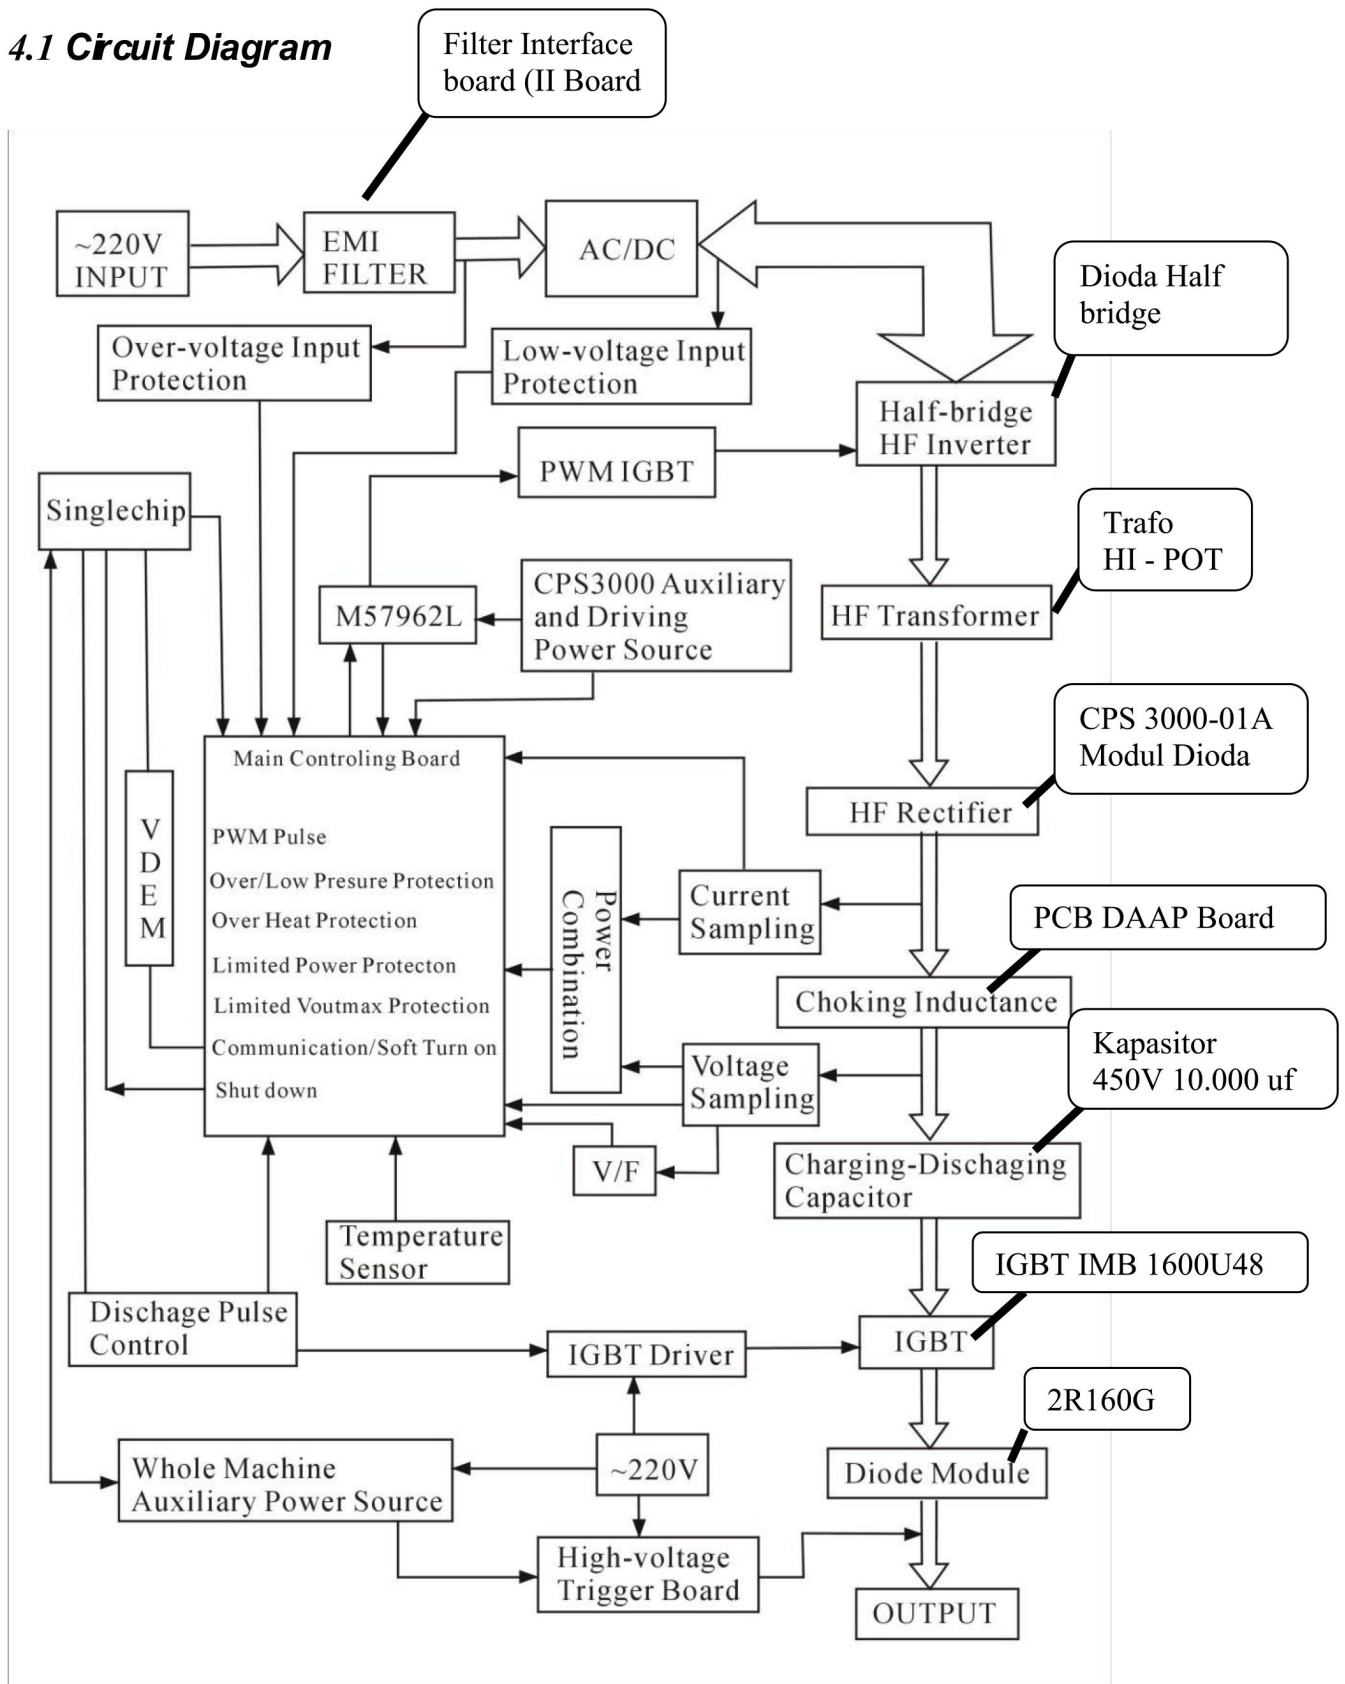 4.1 Circuit Diagram
Filter Interface
board (II Board
~220V
INPUT
EMI
FILTER
AC/DC
Dioda Half
bridge
Over-voltage Input
Protection
Low-voltage Input
Protection
Half-bridge
HF Inverter
PWM IGBT
Singlechip
Trafo
HI - POT
M57962L
CPS3000 Auxiliary
and Driving
Power Source
HF Transformer
CPS 3000-01A
Modul Dioda
Main Controling Board
HF Rectifier
VDEM
PWM Pulse
Over/Low Presure Protection
Over Heat Protection
Limited Power Protecton
Limited Voutmax Protection
Communication/Soft Turn on
Shut down
Power
Combination
Current
Sampling
PCB DAAP Board
Choking Inductance
Kapasitor
450V 10.000 uf
Voltage
Sampling
V/F
Charging-Dischaging
Capacitor
Temperature
Sensor
IGBT IMB 1600U48
Dischage Pulse
Control
IGBT Driver
IGBT
2R160G
Whole Machine
Auxiliary Power Source
~220V
Diode Module
High-voltage
Trigger Board
OUTPUT